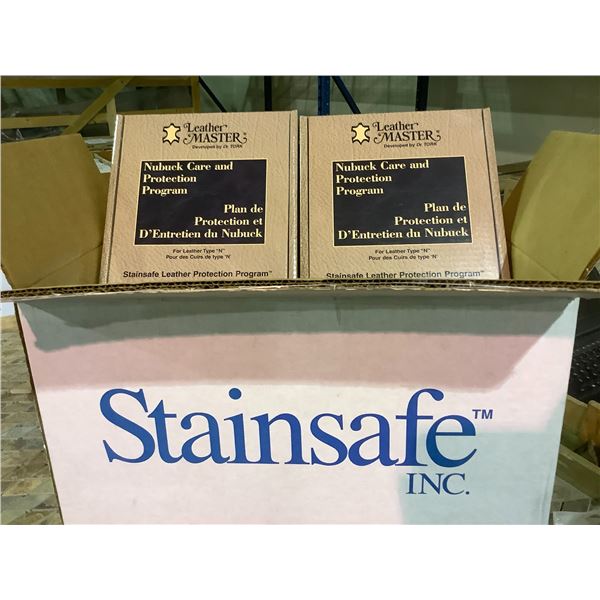 Leather
MASTER™
Developed by Dr. TORK
Nubuck Care and
Protection
Program
Plan de
Protection et
D'Entretien du Nubuck
For Leather Type "N"
Pour des Cuirs de type 'N'
Stainsafe Leather Protection Program™
Leather
MASTER™
Developed by Dr. TORK
Nubuck Care and
Protection
Program
Plan de
Protection et
D'Entretien du Nubuck
For Leather Type "N"
Pour des Cuirs de type 'N'
Stainsafe Leather Protection Program™
Stainsafe™
INC.